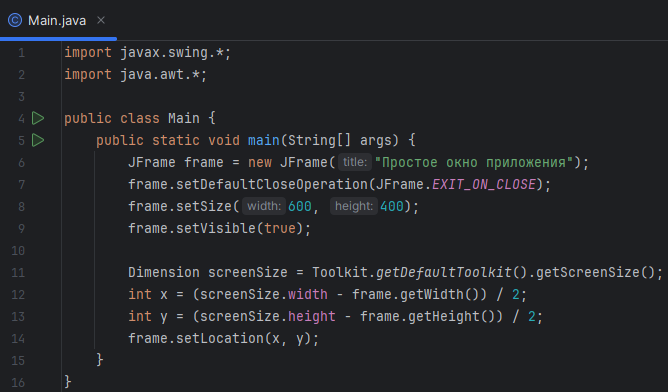 Main.java
1 import javax.swing.*;
2 import java.awt.*;
3
4 public class Main {
5 public static void main(String[] args) {
6 JFrame frame = new JFrame( title: "Простое окно приложения");
7 frame.setDefaultCloseOperation(JFrame.EXIT_ON_CLOSE);
8 frame.setSize( width: 600, height: 400);
9 frame.setVisible(true);
10
11 Dimension screenSize = Toolkit.getDefaultToolkit().getScreenSize();
12 int x = (screenSize.width - frame.getWidth()) / 2;
13 int y = (screenSize.height - frame.getHeight()) / 2;
14 frame.setLocation(x, y);
15 }
16 }